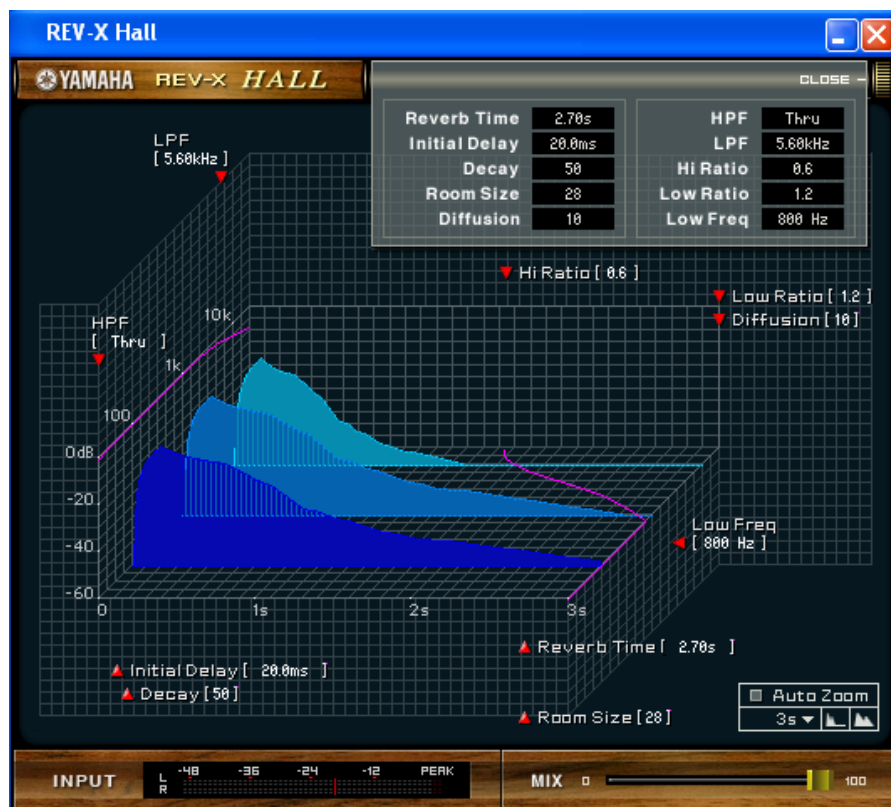 REV-X Hall
YAMAHA REV-X HALL
CLOSE -
Reverb Time 2.70s HPF Thru
Initial Delay 20.0ms LPF 5.60kHz
Decay 50 Hi Ratio 0.6
Room Size 28 Low Ratio 1.2
Diffusion 10 Low Freq 800 Hz
LPF
[ 5.60kHz ]
Hi Ratio [ 0.6 ]
Low Ratio [ 1.2 ]
Diffusion [ 10 ]
HPF
[ Thru ]
10k
1k
100
0dB
-20
-40
-60
0 1s 2s 3s
Low Freq
[ 800 Hz ]
Reverb Time [ 2.70s ]
Initial Delay [ 20.0ms ]
Decay [ 50 ]
Room Size [ 28 ]
Auto Zoom
3s
INPUT L R -48 -36 -24 -12 PEAK
MIX 0 100